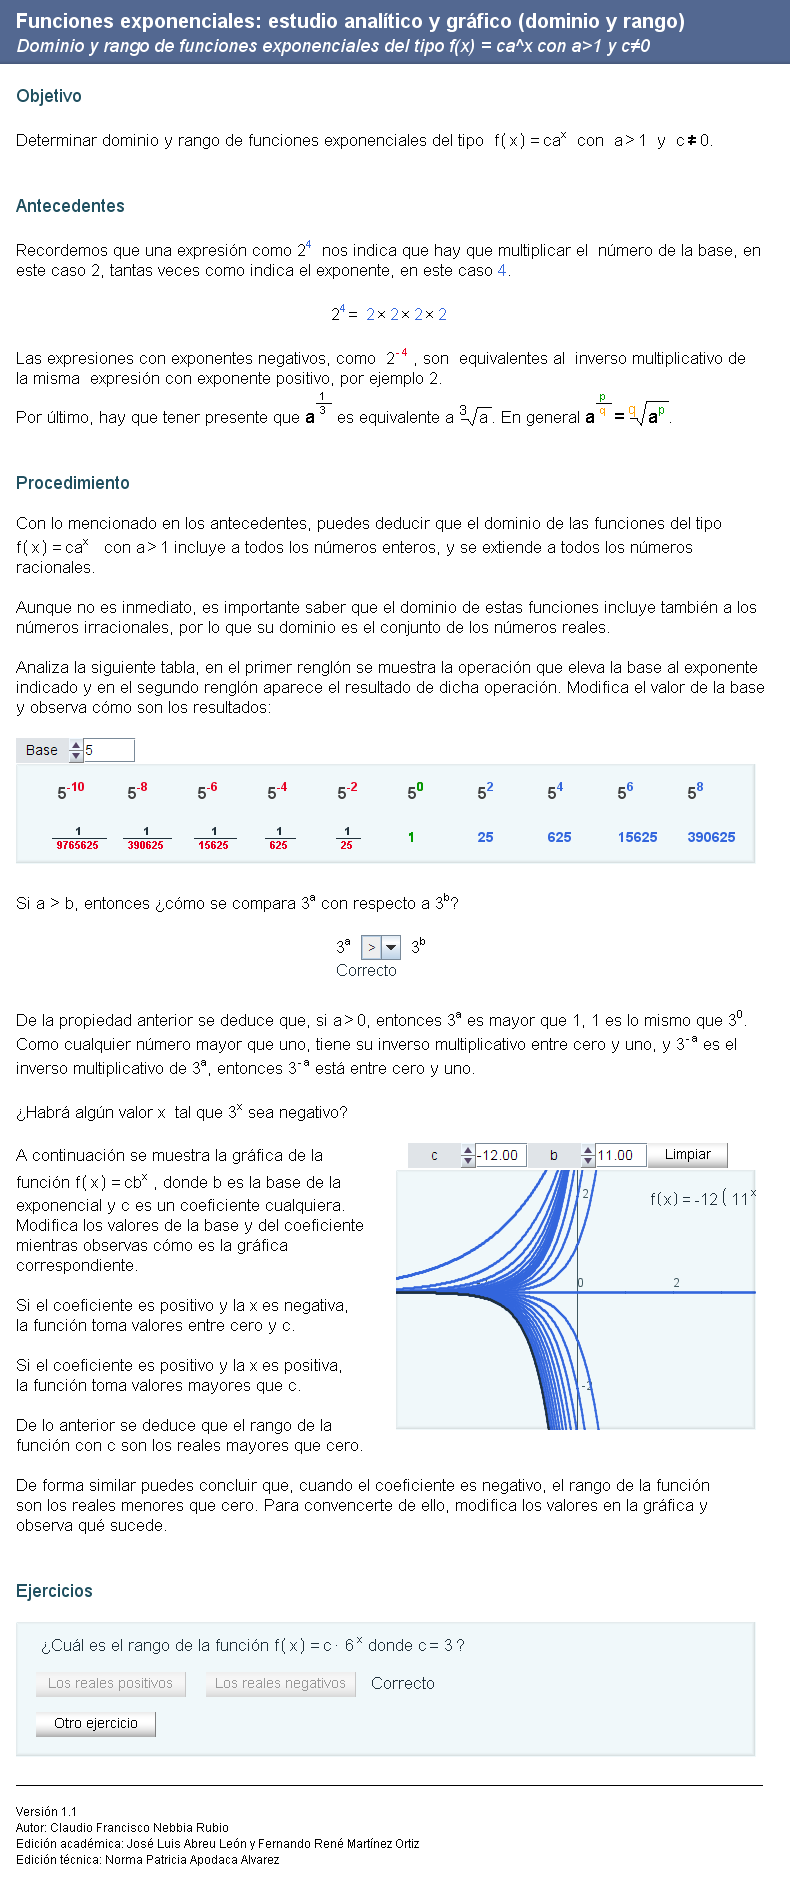 Funciones exponenciales: estudio analítico y gráfico (dominio y rango)
Dominio y rango de funciones exponenciales del tipo f(x) = ca^x con a>1 y c≠0
Objetivo
Determinar dominio y rango de funciones exponenciales del tipo f(x)=ca^x con a>1 y c≠0.
Antecedentes
Recordemos que una expresión como 2^4 nos indica que hay que multiplicar el número de la base, en
este caso 2, tantas veces como indica el exponente, en este caso 4.
2^4= 2×2×2×2
Las expresiones con exponentes negativos, como 2^-4, son equivalentes al inverso multiplicativo de
la misma expresión con exponente positivo, por ejemplo 2.
Por último, hay que tener presente que a^(1/3) es equivalente a ∛a. En general a^(p/q) = q√a^p.
Procedimiento
Con lo mencionado en los antecedentes, puedes deducir que el dominio de las funciones del tipo
f(x)=ca^x con a>1 incluye a todos los números enteros, y se extiende a todos los números
racionales.
Aunque no es inmediato, es importante saber que el dominio de estas funciones incluye también a los
números irracionales, por lo que su dominio es el conjunto de los números reales.
Analiza la siguiente tabla, en el primer renglón se muestra la operación que eleva la base al exponente
indicado y en el segundo renglón aparece el resultado de dicha operación. Modifica el valor de la base
y observa cómo son los resultados:
Base 5
5^-10 5^-8 5^-6 5^-4 5^-2 5^0 5^2 5^4 5^6 5^8
1/9765625 1/390625 1/15625 1/625 1/25 1 25 625 15625 390625
Si a > b, entonces ¿cómo se compara 3^a con respecto a 3^b?
3^a > 3^b
Correcto
De la propiedad anterior se deduce que, si a>0, entonces 3^a es mayor que 1, 1 es lo mismo que 3^0.
Como cualquier número mayor que uno, tiene su inverso multiplicativo entre cero y uno, y 3^-a es el
inverso multiplicativo de 3^a, entonces 3^-a está entre cero y uno.
¿Habrá algún valor x tal que 3^x sea negativo?
A continuación se muestra la gráfica de la
función f(x)=cb^x, donde b es la base de la
exponencial y c es un coeficiente cualquiera.
Modifica los valores de la base y del coeficiente
mientras observas cómo es la gráfica
correspondiente.
Si el coeficiente es positivo y la x es negativa,
la función toma valores entre cero y c.
Si el coeficiente es positivo y la x es positiva,
la función toma valores mayores que c.
De lo anterior se deduce que el rango de la
función con c son los reales mayores que cero.
c -12.00 b 11.00 Limpiar
f(x)=-12(11^x
2
0 2
-2
De forma similar puedes concluir que, cuando el coeficiente es negativo, el rango de la función
son los reales menores que cero. Para convencerte de ello, modifica los valores en la gráfica y
observa qué sucede.
Ejercicios
¿Cuál es el rango de la función f(x)=c·6^x donde c=3?
Los reales positivos Los reales negativos Correcto
Otro ejercicio
Versión 1.1
Autor: Claudio Francisco Nebbia Rubio
Edición académica: José Luis Abreu León y Fernando René Martínez Ortiz
Edición técnica: Norma Patricia Apodaca Alvarez